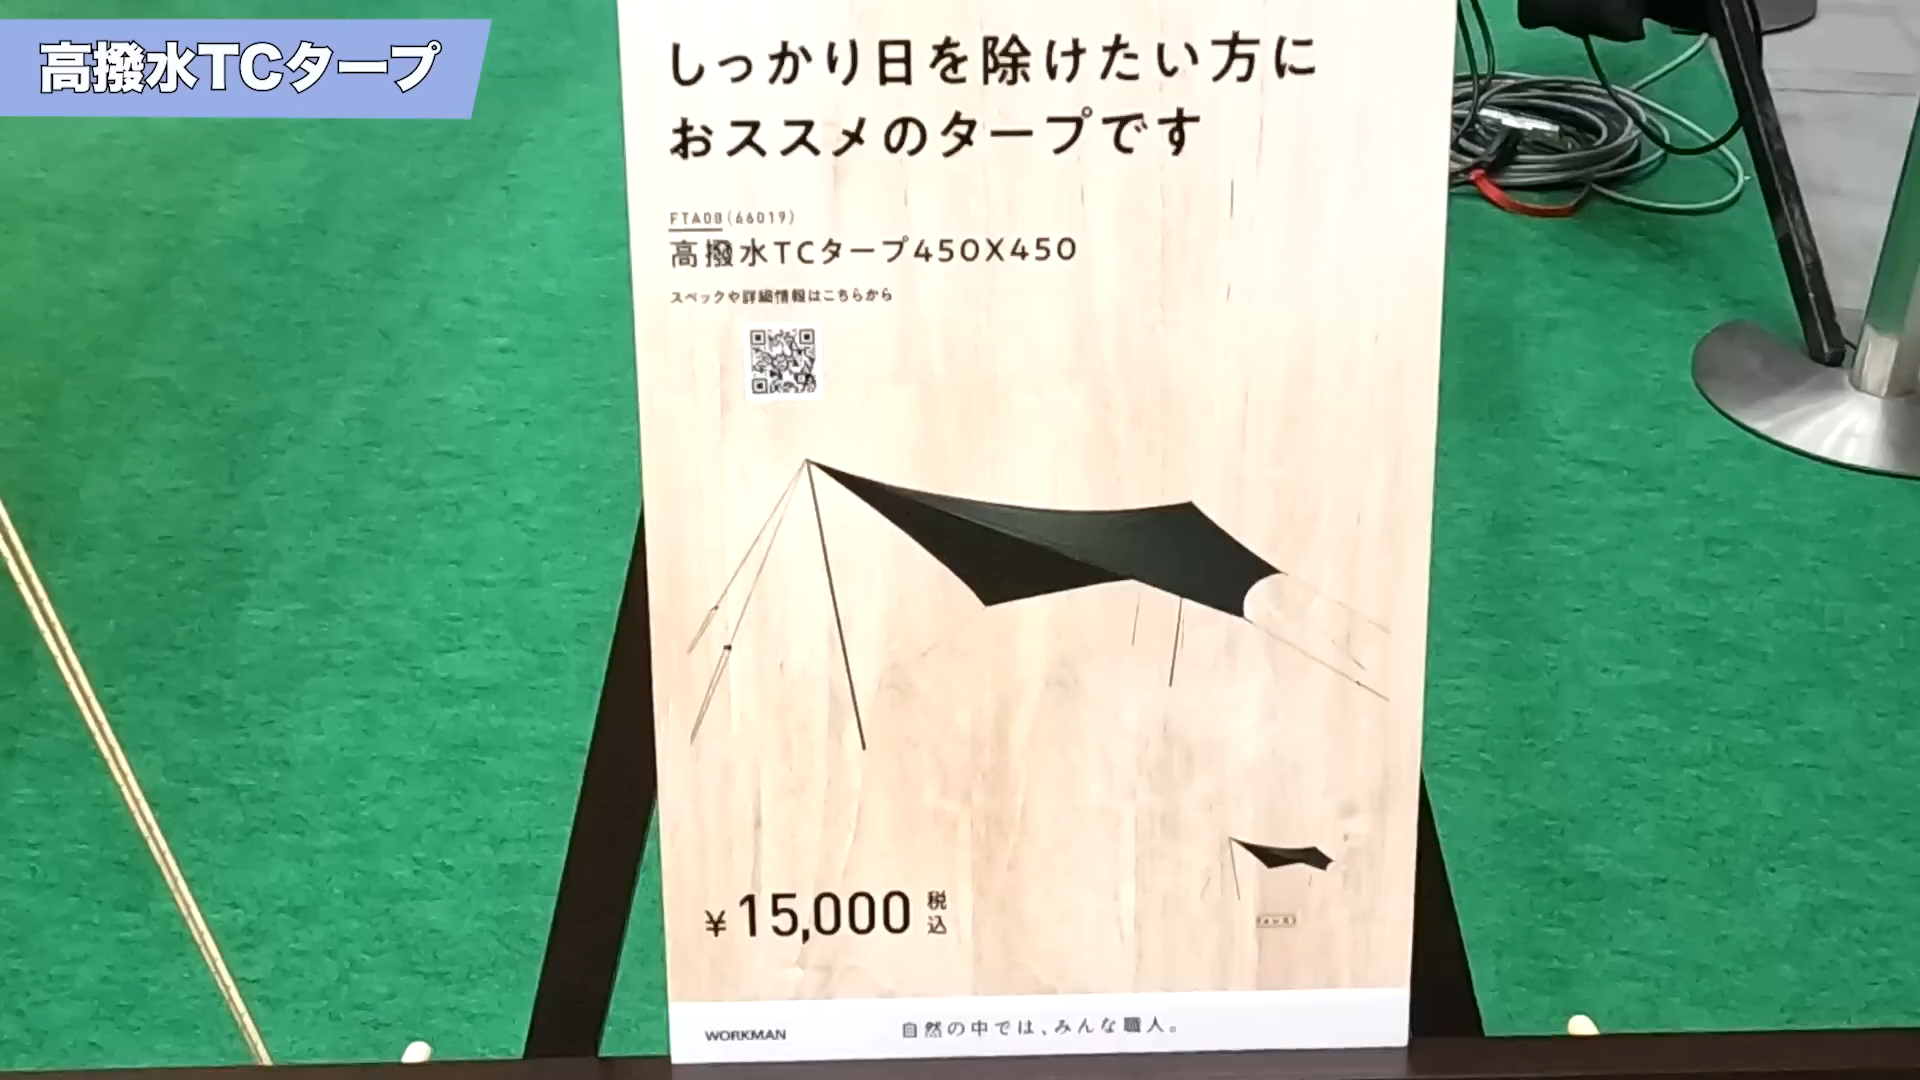 高撥水TCタープ
しっかり日を除けたい方に
おススメのタープです
高撥水TCタープ450X450
スペックや詳細情報はこちらから
¥15,000 税込
WORKMAN 自然の中では、みんな職人。